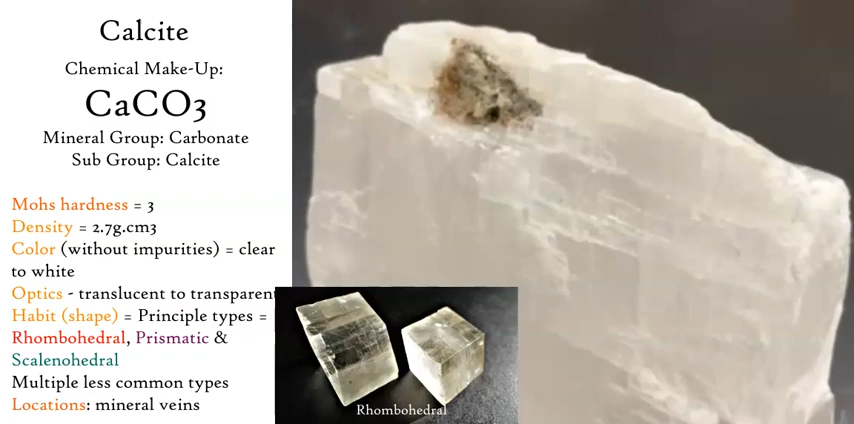 Calcite
Chemical Make-Up:
CaCO3
Mineral Group: Carbonate
Sub Group: Calcite
Mohs hardness = 3
Density = 2.7g.cm3
Color (without impurities) = clear
to white
Optics - translucent to transparent
Habit (shape) = Principle types =
Rhombohedral, Prismatic &
Scalenohedral
Multiple less common types
Locations: mineral veins
Rhombohedral